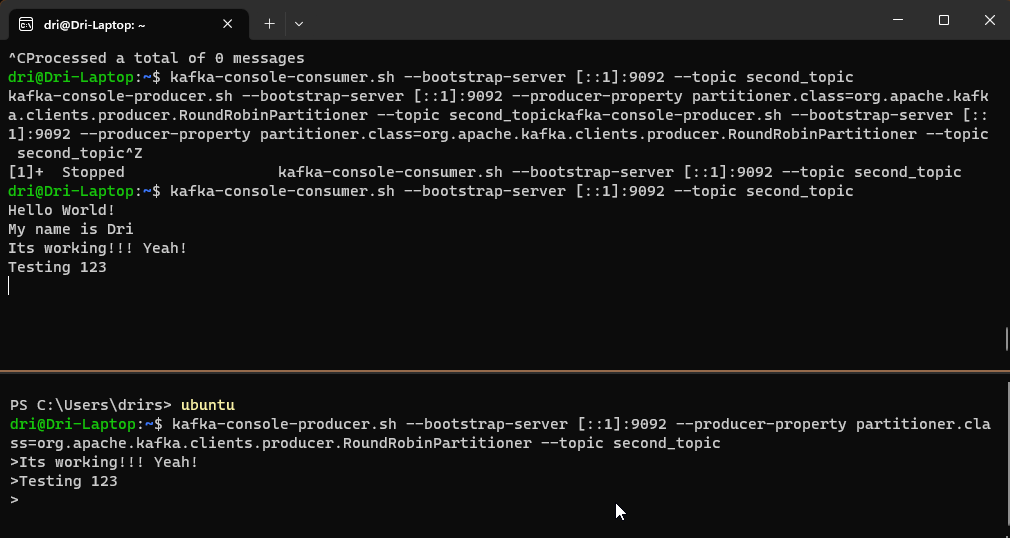 dri@Dri-Laptop: ~
^CProcessed a total of 0 messages
dri@Dri-Laptop:~$ kafka-console-consumer.sh --bootstrap-server [::1]:9092 --topic second_topic
kafka-console-producer.sh --bootstrap-server [::1]:9092 --producer-property partitioner.class=org.apache.kafk
a.clients.producer.RoundRobinPartitioner --topic second_topickafka-console-producer.sh --bootstrap-server [::
1]:9092 --producer-property partitioner.class=org.apache.kafka.clients.producer.RoundRobinPartitioner --topic
 second_topic^Z
[1]+  Stopped                 kafka-console-consumer.sh --bootstrap-server [::1]:9092 --topic second_topic
dri@Dri-Laptop:~$ kafka-console-consumer.sh --bootstrap-server [::1]:9092 --topic second_topic
Hello World!
My name is Dri
Its working!!! Yeah!
Testing 123
PS C:\Users\drirs> ubuntu
dri@Dri-Laptop:~$ kafka-console-producer.sh --bootstrap-server [::1]:9092 --producer-property partitioner.cla
ss=org.apache.kafka.clients.producer.RoundRobinPartitioner --topic second_topic
>Its working!!! Yeah!
>Testing 123
>